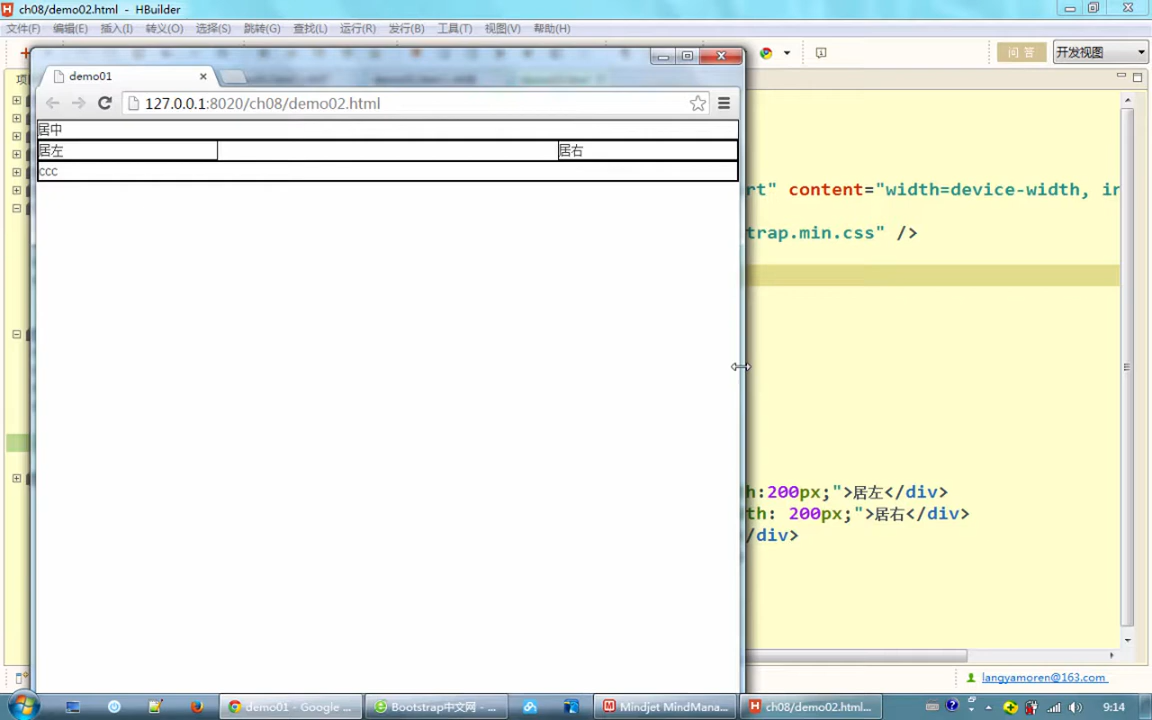 ch08/demo02.html - HBuilder
文件(F) 编辑(E) 插入(I) 转义(O) 选择(S) 跳转(G) 查找(L) 运行(R) 发行(B) 工具(T) 视图(V) 帮助(H)
问 答 开发视图
demo01
127.0.0.1:8020/ch08/demo02.html
居中
居左 居右
ccc
rt" content="width=device-width, in
trap.min.css" />
h:200px;">居左</div>
th: 200px;">居右</div>
/div>
langyamoren@163.com
demo01 - Google ... Bootstrap中文网 - ... Mindjet MindMana... ch08/demo02.html... 9:14